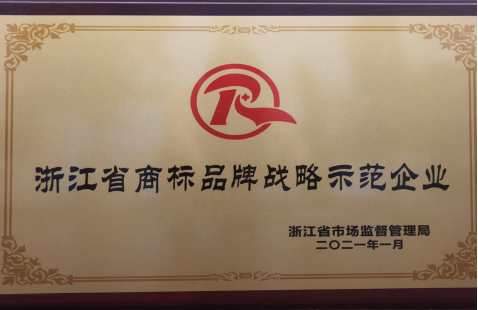 浙江省商标品牌战略示范企业
浙江省市场监督管理局
二〇二一年一月